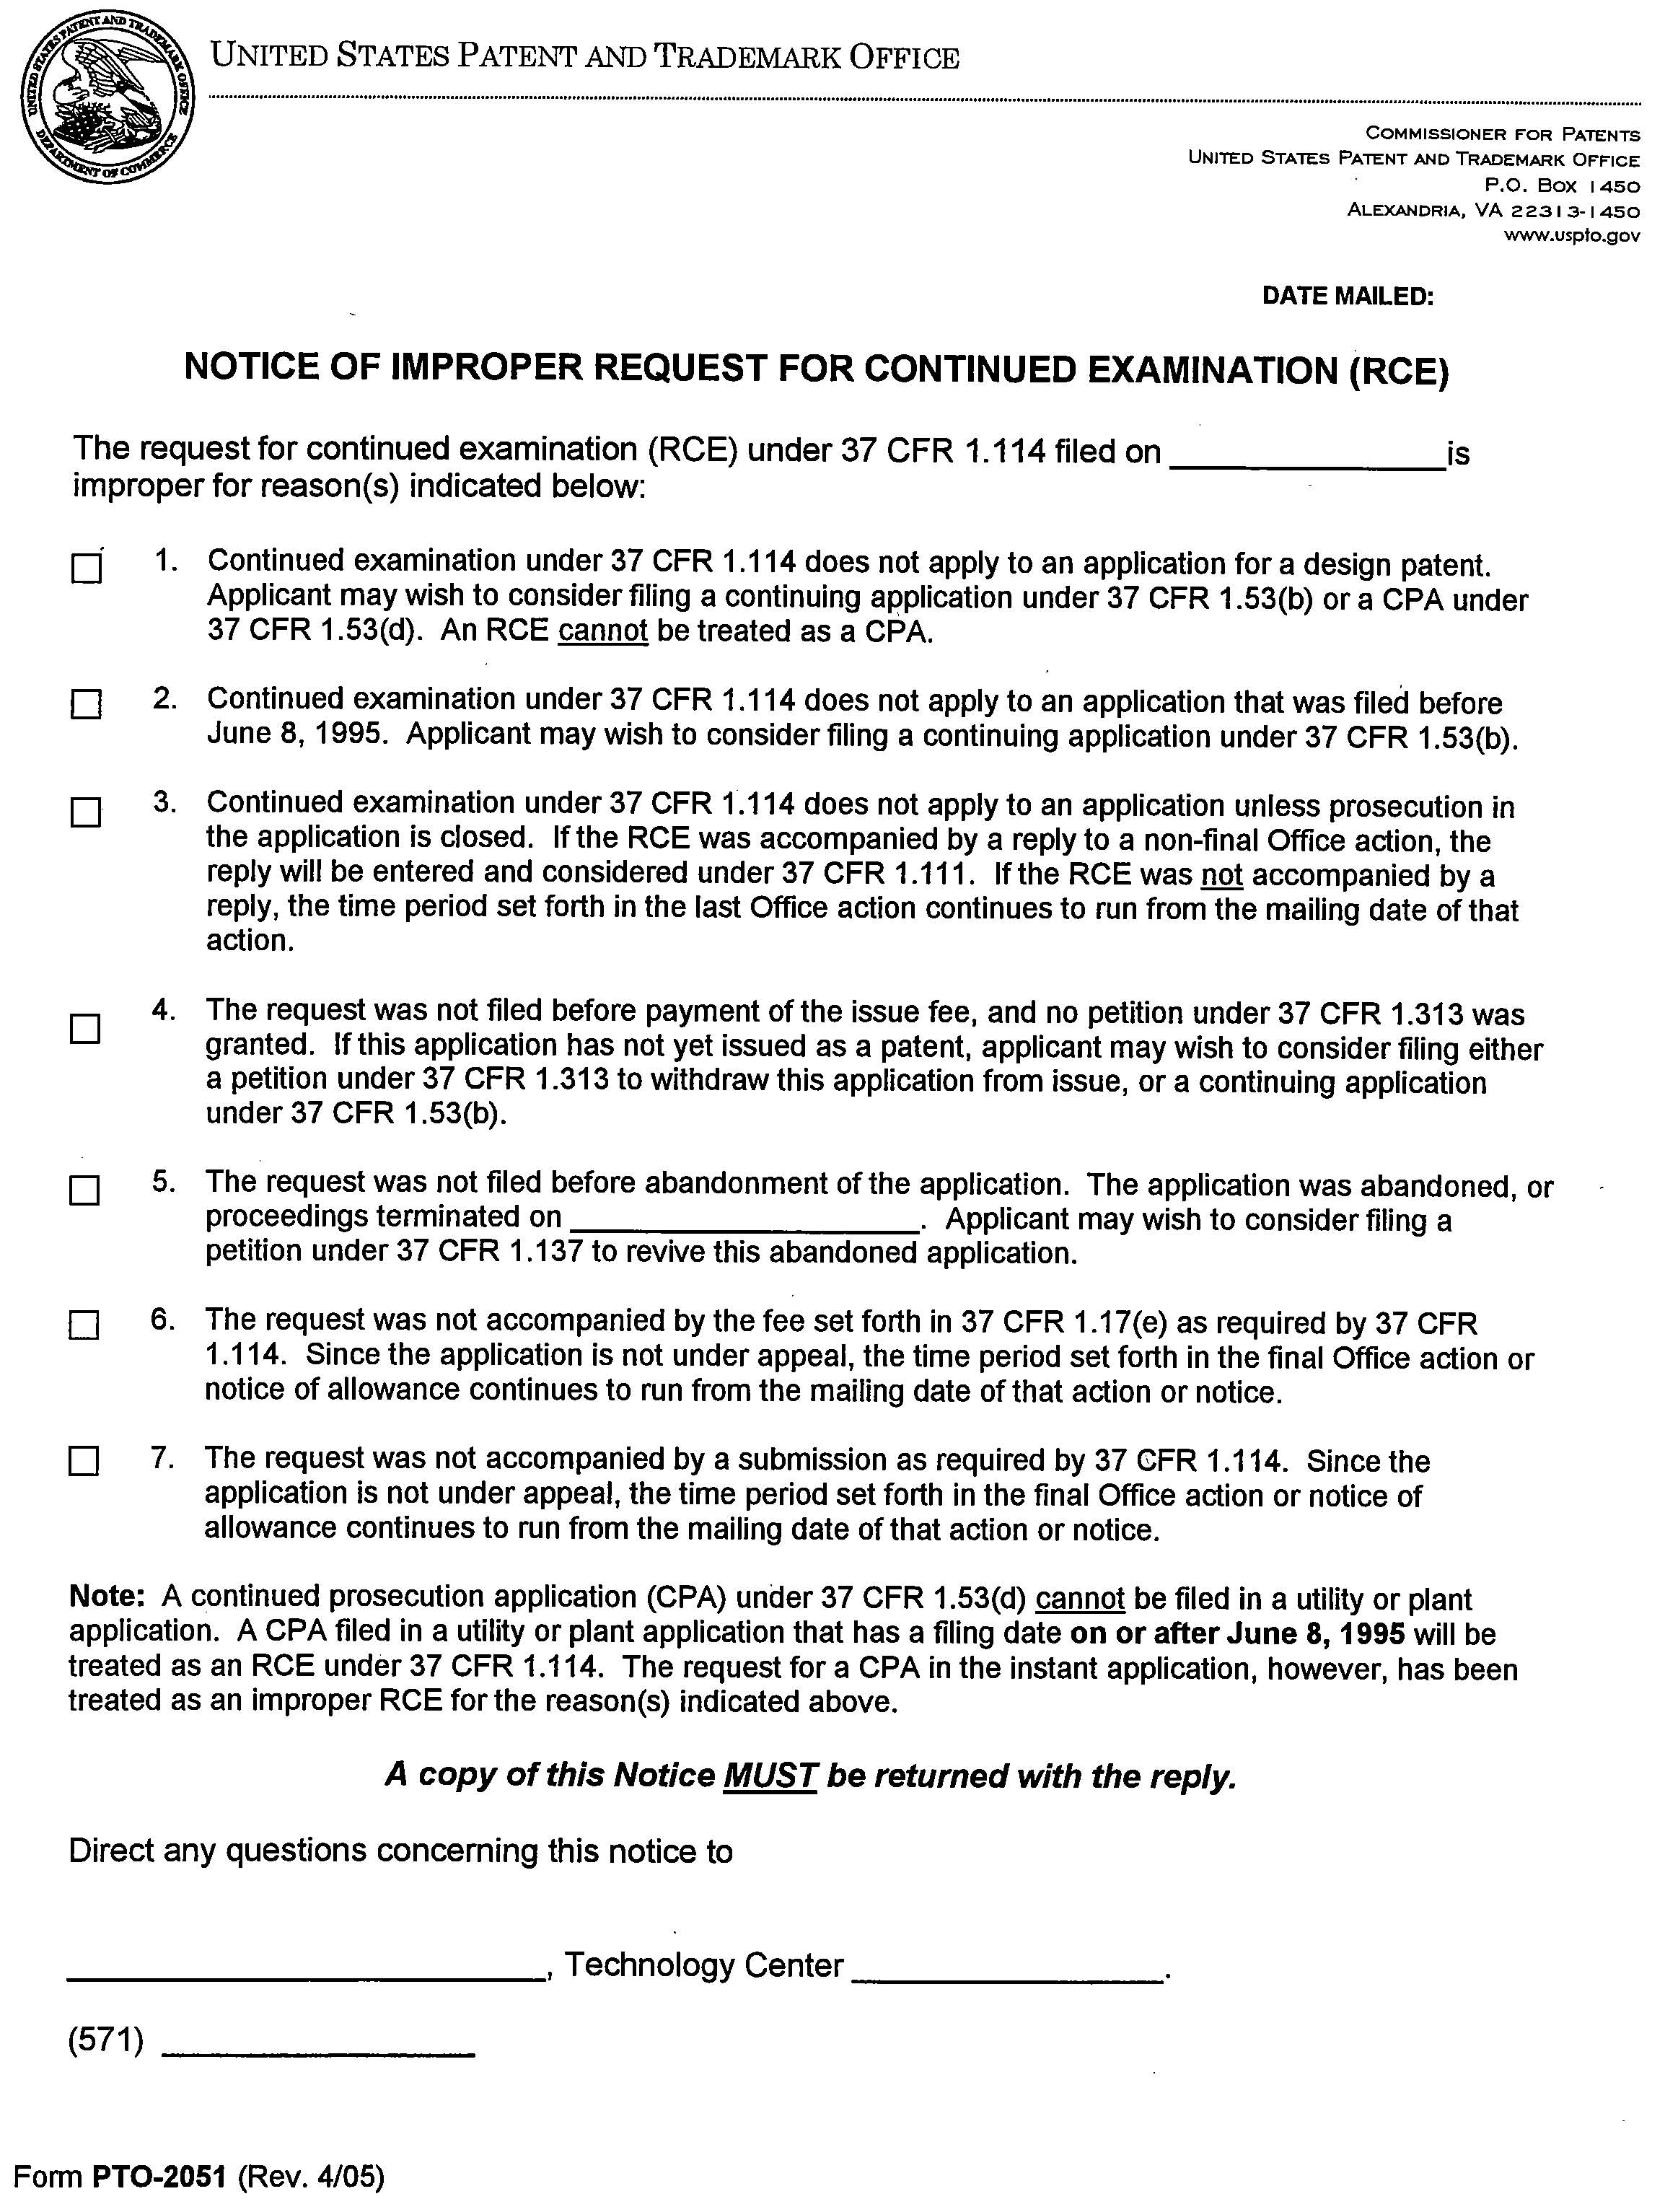 UNITED STATES PATENT AND TRADEMARK OFFICE
UNITED STATES PATENT AND TRADEMARK OFFICE
DEPARTMENT OF COMMERCE
COMMISSIONER FOR PATENTS
UNITED STATES PATENT AND TRADEMARK OFFICE
P.O. BOX 1450
ALEXANDRIA, VA 22313-1450
www.uspto.gov
DATE MAILED:
NOTICE OF IMPROPER REQUEST FOR CONTINUED EXAMINATION (RCE)
The request for continued examination (RCE) under 37 CFR 1.114 filed on ______________ is
improper for reason(s) indicated below:
1. Continued examination under 37 CFR 1.114 does not apply to an application for a design patent.
Applicant may wish to consider filing a continuing application under 37 CFR 1.53(b) or a CPA under
37 CFR 1.53(d). An RCE cannot be treated as a CPA.
2. Continued examination under 37 CFR 1.114 does not apply to an application that was filed before
June 8, 1995. Applicant may wish to consider filing a continuing application under 37 CFR 1.53(b).
3. Continued examination under 37 CFR 1.114 does not apply to an application unless prosecution in
the application is closed. If the RCE was accompanied by a reply to a non-final Office action, the
reply will be entered and considered under 37 CFR 1.111. If the RCE was not accompanied by a
reply, the time period set forth in the last Office action continues to run from the mailing date of that
action.
4. The request was not filed before payment of the issue fee, and no petition under 37 CFR 1.313 was
granted. If this application has not yet issued as a patent, applicant may wish to consider filing either
a petition under 37 CFR 1.313 to withdraw this application from issue, or a continuing application
under 37 CFR 1.53(b).
5. The request was not filed before abandonment of the application. The application was abandoned, or
proceedings terminated on ______________. Applicant may wish to consider filing a
petition under 37 CFR 1.137 to revive this abandoned application.
6. The request was not accompanied by the fee set forth in 37 CFR 1.17(e) as required by 37 CFR
1.114. Since the application is not under appeal, the time period set forth in the final Office action or
notice of allowance continues to run from the mailing date of that action or notice.
7. The request was not accompanied by a submission as required by 37 CFR 1.114. Since the
application is not under appeal, the time period set forth in the final Office action or notice of
allowance continues to run from the mailing date of that action or notice.
Note: A continued prosecution application (CPA) under 37 CFR 1.53(d) cannot be filed in a utility or plant
application. A CPA filed in a utility or plant application that has a filing date on or after June 8, 1995 will be
treated as an RCE under 37 CFR 1.114. The request for a CPA in the instant application, however, has been
treated as an improper RCE for the reason(s) indicated above.
A copy of this Notice MUST be returned with the reply.
Direct any questions concerning this notice to
______________, Technology Center ______________.
(571) ______________
Form PTO-2051 (Rev. 4/05)